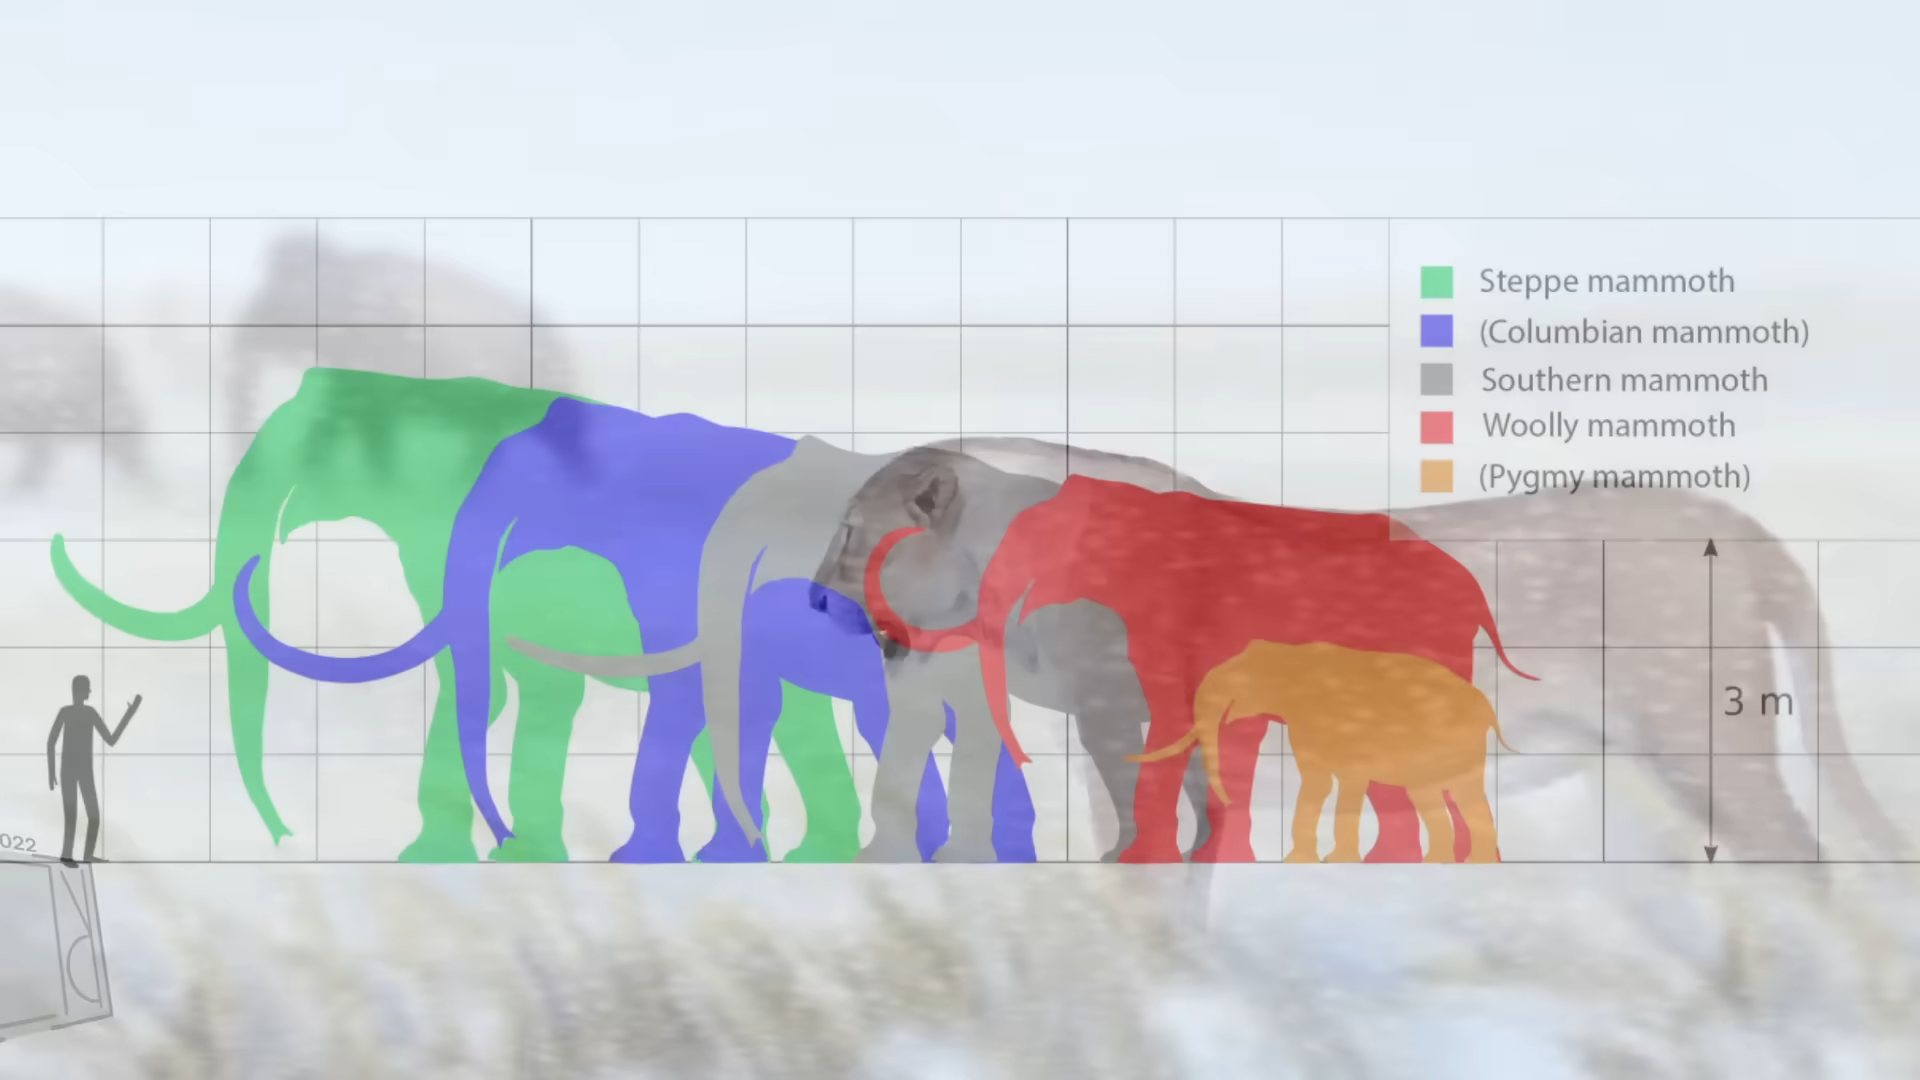 Steppe mammoth
(Columbian mammoth)
Southern mammoth
Woolly mammoth
(Pygmy mammoth)
3 m
022